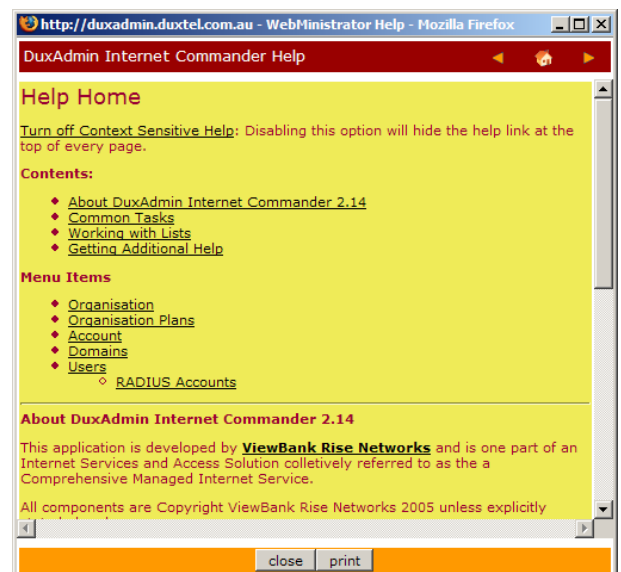 http://duxadmin.duxtel.com.au - WebMinistrator Help - Mozilla Firefox
DuxAdmin Internet Commander Help
Help Home
Turn off Context Sensitive Help: Disabling this option will hide the help link at the
top of every page.
Contents:
About DuxAdmin Internet Commander 2.14
Common Tasks
Working with Lists
Getting Additional Help
Menu Items
Organisation
Organisation Plans
Account
Domains
Users
RADIUS Accounts
About DuxAdmin Internet Commander 2.14
This application is developed by ViewBank Rise Networks and is one part of an
Internet Services and Access Solution colletively referred to as the a
Comprehensive Managed Internet Service.
All components are Copyright ViewBank Rise Networks 2005 unless explicitly
close print